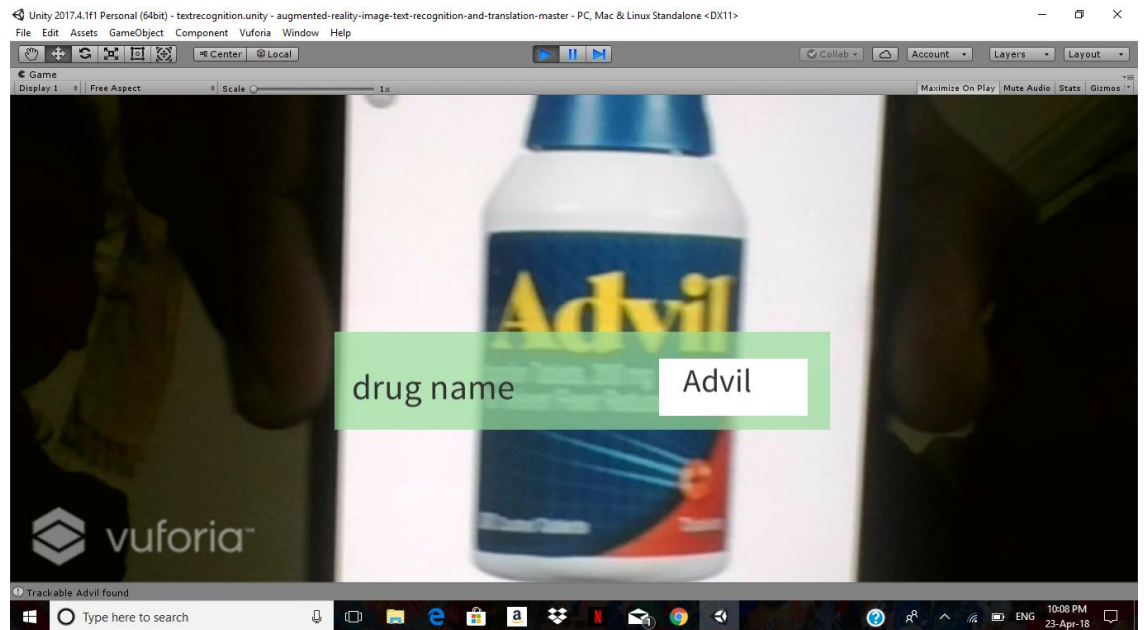 Unity 2017.4.1f1 Personal (64bit) - textrecognition.unity - augmented-reality-image-text-recognition-and-translation-master - PC, Mac & Linux Standalone <DX11>
File Edit Assets GameObject Component Vuforia Window Help
Center Local Collab Account Layers Layout
Game
Display 1 Free Aspect Scale 1x Maximize On Play Mute Audio Stats Gizmos
Advil
drug name Advil
vuforia™
Trackable Advil found
Type here to search a N ENG 10:08 PM
23-Apr-18